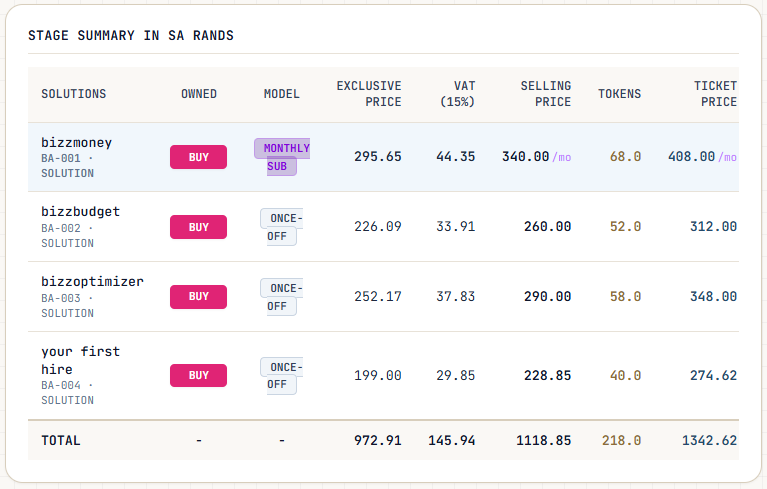 STAGE SUMMARY IN SA RANDS
SOLUTIONS OWNED MODEL EXCLUSIVE PRICE VAT (15%) SELLING PRICE TOKENS TICKET PRICE
bizzmoney BUY MONTHLY SUB 295.65 44.35 340.00/mo 68.0 408.00/mo
BA-001 · SOLUTION
bizzbudget BUY ONCE-OFF 226.09 33.91 260.00 52.0 312.00
BA-002 · SOLUTION
bizzoptimizer BUY ONCE-OFF 252.17 37.83 290.00 58.0 348.00
BA-003 · SOLUTION
your first hire BUY ONCE-OFF 199.00 29.85 228.85 40.0 274.62
BA-004 · SOLUTION
TOTAL - - 972.91 145.94 1118.85 218.0 1342.62